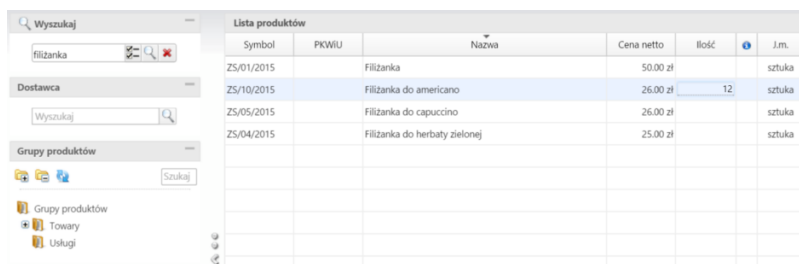 Wyszukaj
filiżanka
Dostawca
Wyszukaj
Grupy produktów
Szukaj
Grupy produktów
Towary
Usługi
Lista produktów
Symbol PKWiU Nazwa Cena netto Ilość J.m.
ZS/01/2015 Filiżanka 50.00 zł sztuka
ZS/10/2015 Filiżanka do americano 26.00 zł 12 sztuka
ZS/05/2015 Filiżanka do capuccino 26.00 zł sztuka
ZS/04/2015 Filiżanka do herbaty zielonej 25.00 zł sztuka